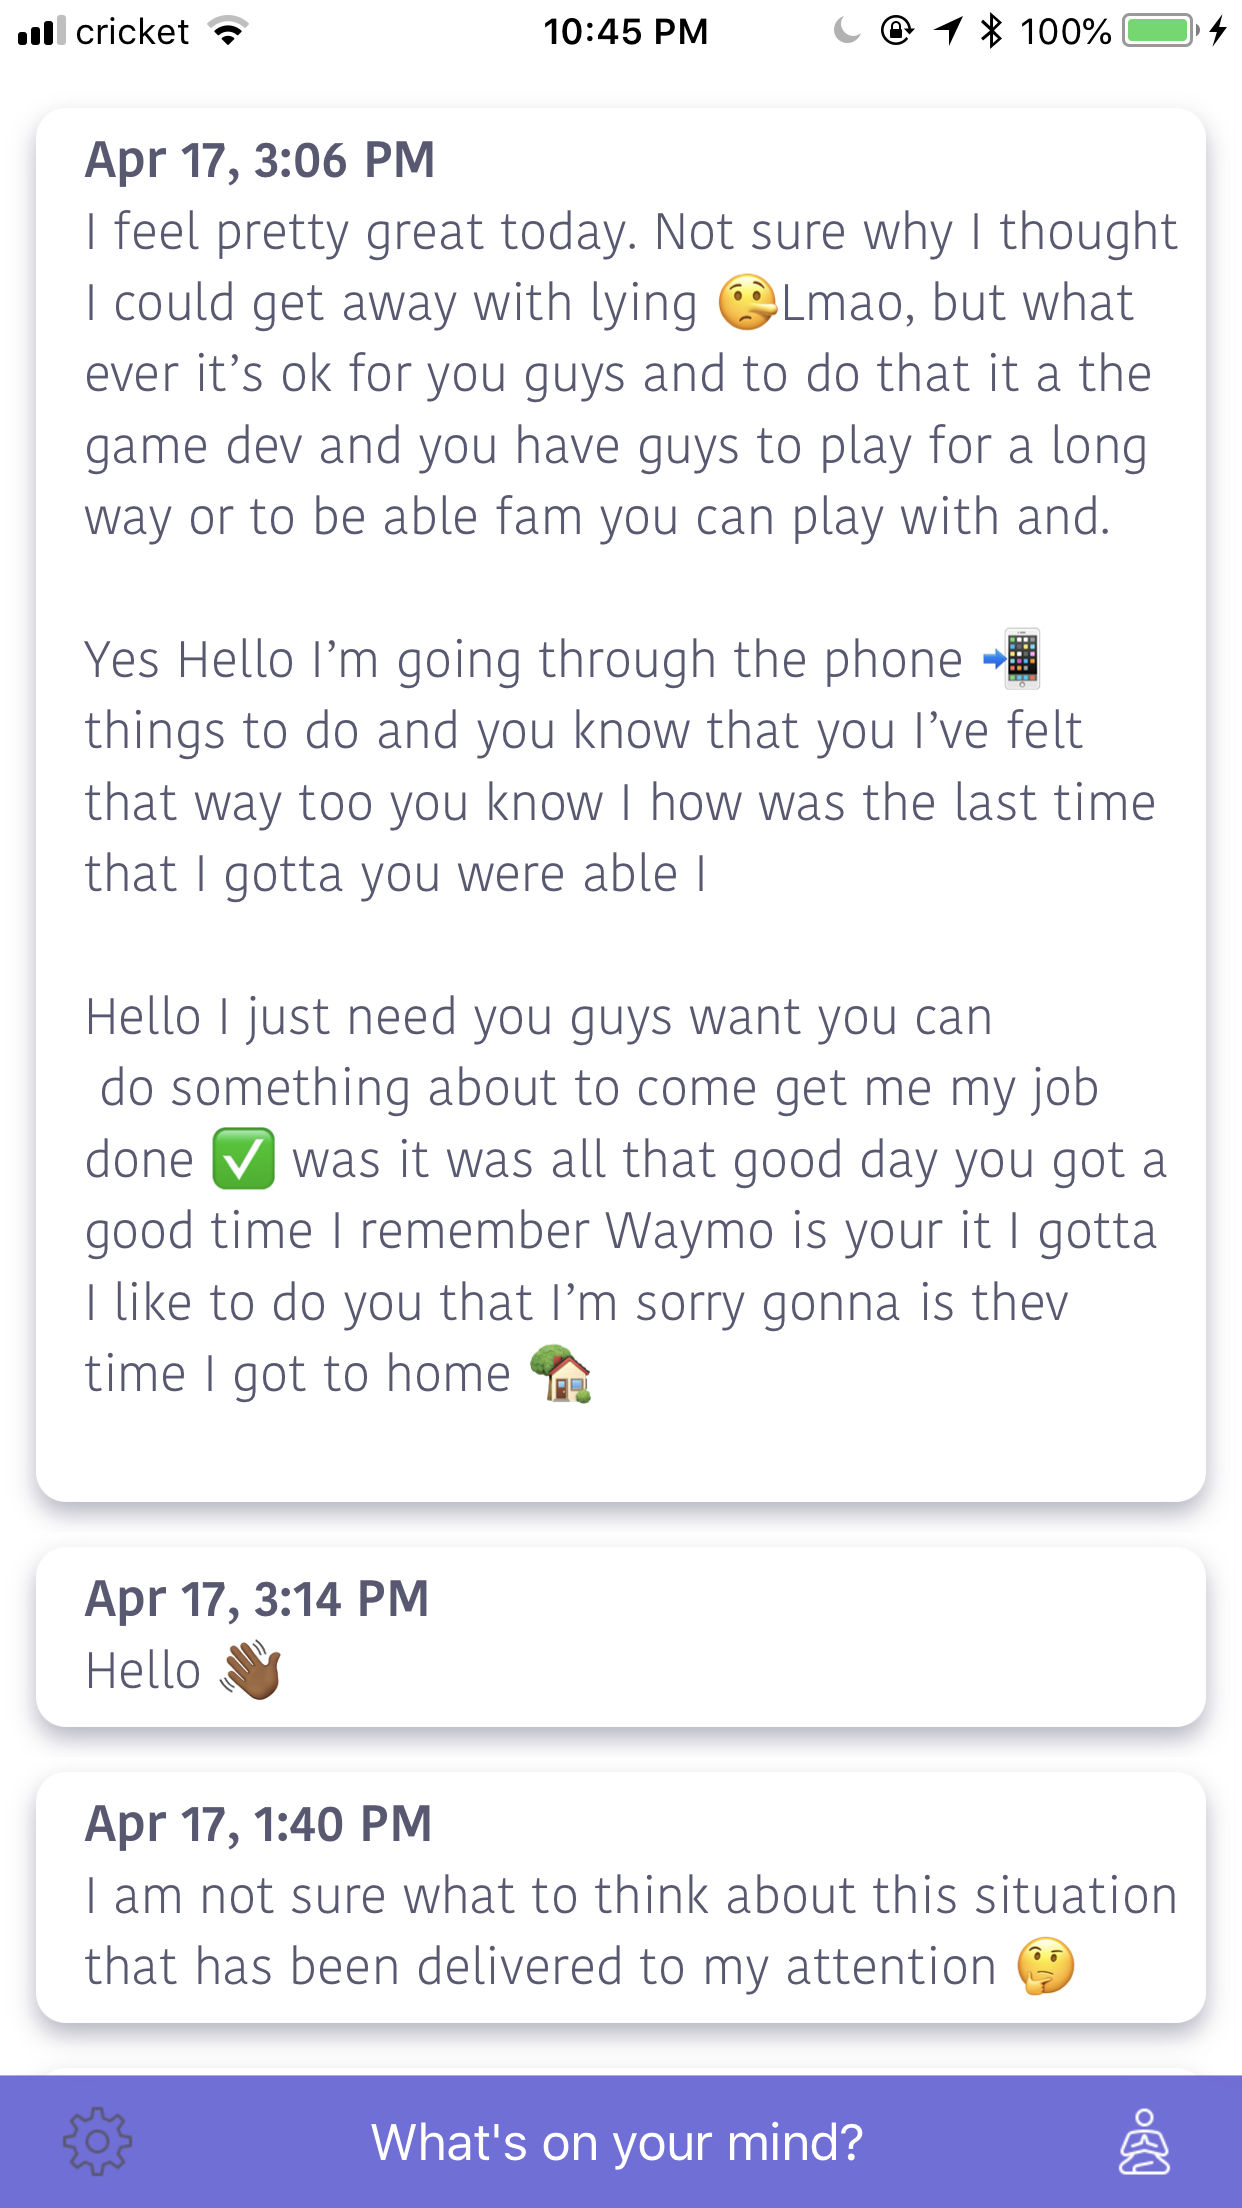 cricket 10:45 PM 100%
Apr 17, 3:06 PM
I feel pretty great today. Not sure why I thought
I could get away with lying 🤥Lmao, but what
ever it’s ok for you guys and to do that it a the
game dev and you have guys to play for a long
way or to be able fam you can play with and.
Yes Hello I’m going through the phone 📲
things to do and you know that you I’ve felt
that way too you know I how was the last time
that I gotta you were able I
Hello I just need you guys want you can
do something about to come get me my job
done ✅ was it was all that good day you got a
good time I remember Waymo is your it I gotta
I like to do you that I’m sorry gonna is thev
time I got to home 🏡
Apr 17, 3:14 PM
Hello 👋🏾
Apr 17, 1:40 PM
I am not sure what to think about this situation
that has been delivered to my attention 🤔
What's on your mind?